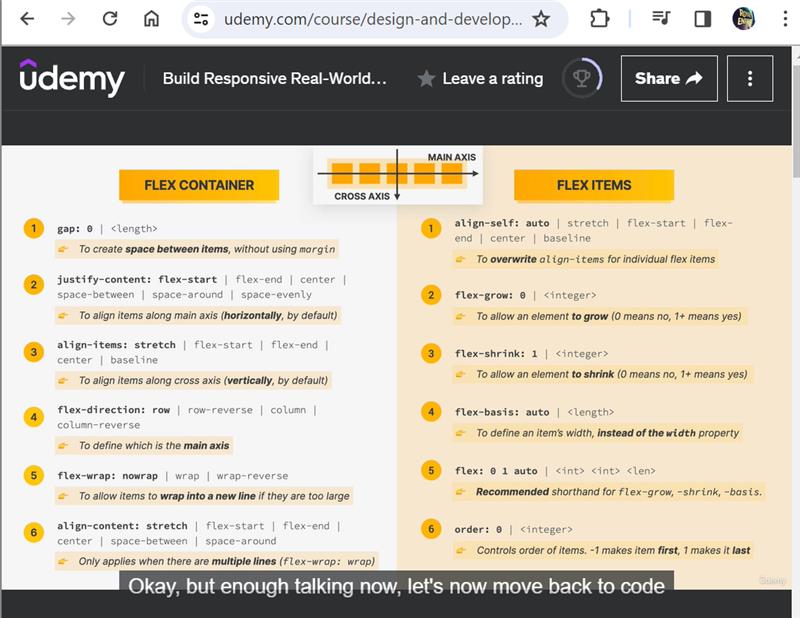 udemy.com/course/design-and-develop...
udemy
Build Responsive Real-World...
Leave a rating
Share
MAIN AXIS
CROSS AXIS
FLEX CONTAINER
1
gap: 0 | <length>
To create space between items, without using margin
2
justify-content: flex-start | flex-end | center |
space-between | space-around | space-evenly
To align items along main axis (horizontally, by default)
3
align-items: stretch | flex-start | flex-end |
center | baseline
To align items along cross axis (vertically, by default)
4
flex-direction: row | row-reverse | column |
column-reverse
To define which is the main axis
5
flex-wrap: nowrap | wrap | wrap-reverse
To allow items to wrap into a new line if they are too large
6
align-content: stretch | flex-start | flex-end |
center | space-between | space-around
Only applies when there are multiple lines (flex-wrap: wrap)
FLEX ITEMS
1
align-self: auto | stretch | flex-start | flex-
end | center | baseline
To overwrite align-items for individual flex items
2
flex-grow: 0 | <integer>
To allow an element to grow (0 means no, 1+ means yes)
3
flex-shrink: 1 | <integer>
To allow an element to shrink (0 means no, 1+ means yes)
4
flex-basis: auto | <length>
To define an item's width, instead of the width property
5
flex: 0 1 auto | <int> <int> <len>
Recommended shorthand for flex-grow, -shrink, -basis.
6
order: 0 | <integer>
Controls order of items. -1 makes item first, 1 makes it last
Udemy
Okay, but enough talking now, let's now move back to code